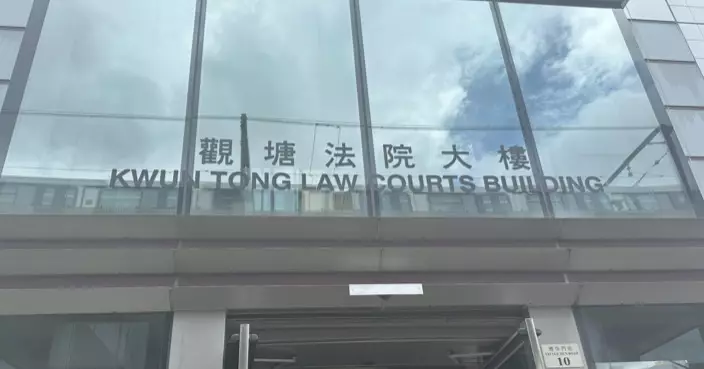 觀塘法院大樓
KWUN TONG LAW COURTS BUILDING
10